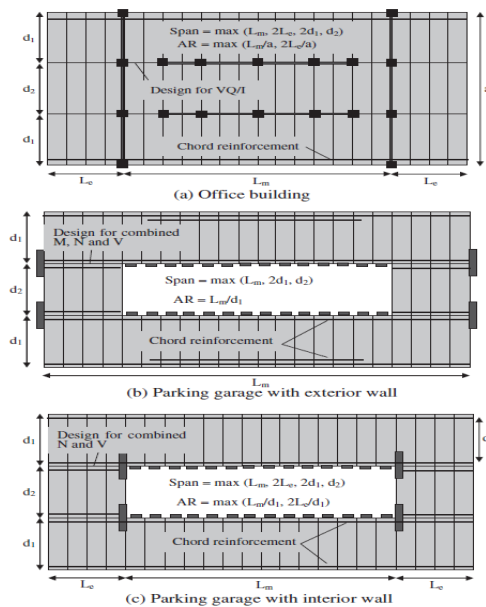 Span = max (Lm, 2Le, 2d1, d2)
AR = max (Lm/a, 2Le/a)
d1
d2
a
Design for VQ/I
d1
Chord reinforcement
Le
Lm
Le
(a) Office building
d1
Design for combined
M, N and V
d2
Span = max (Lm, 2d1, d2)
AR = Lm/d1
d1
Chord reinforcement
Lm
(b) Parking garage with exterior wall
d1
Design for combined
N and V
d2
Span = max (Lm, 2Le, 2d1, d2)
AR = max (Lm/d1, 2Le/d1)
d1
Chord reinforcement
Le
Lm
Le
(c) Parking garage with interior wall